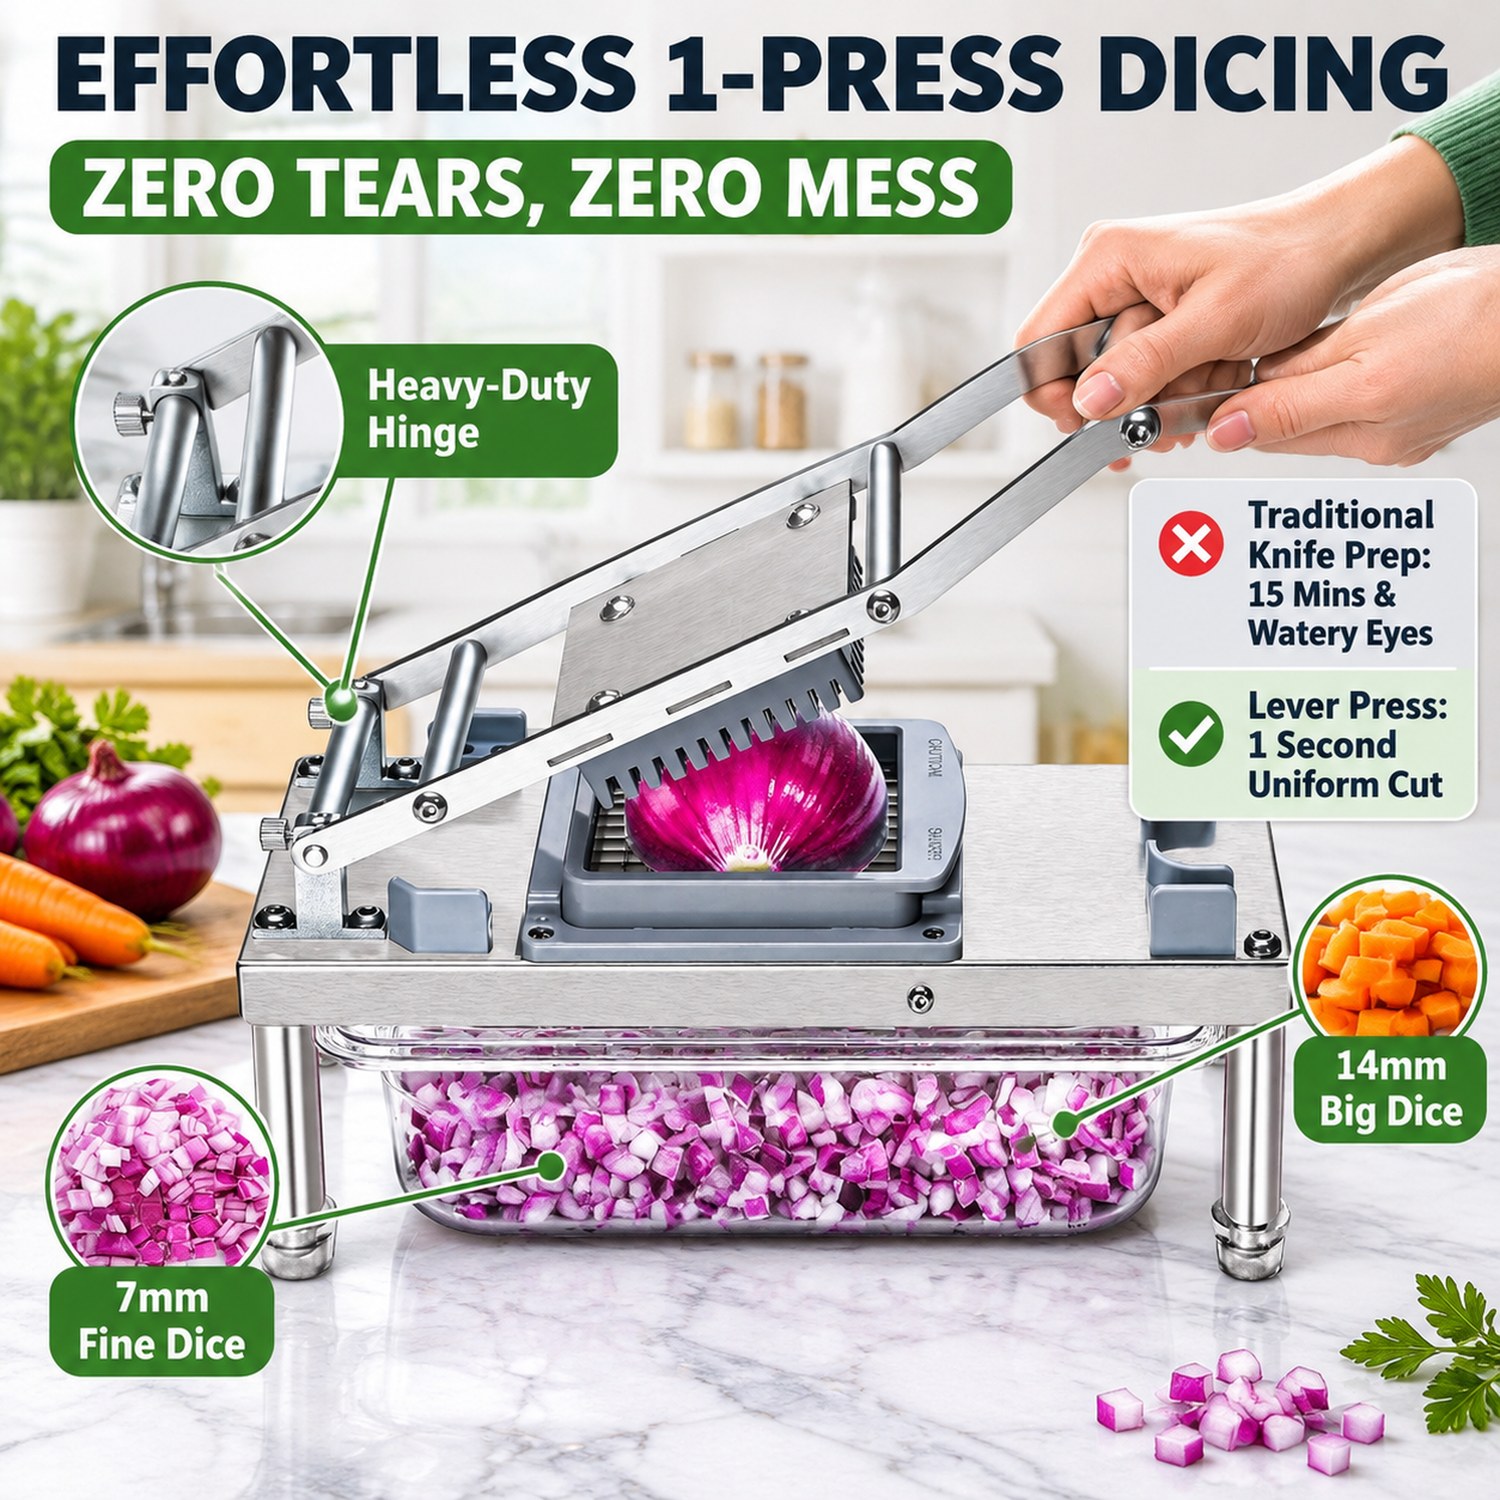 EFFORTLESS 1-PRESS DICING
ZERO TEARS, ZERO MESS
Heavy-Duty
Hinge
Traditional
Knife Prep:
15 Mins &
Watery Eyes
Lever Press:
1 Second
Uniform Cut
14mm
Big Dice
7mm
Fine Dice